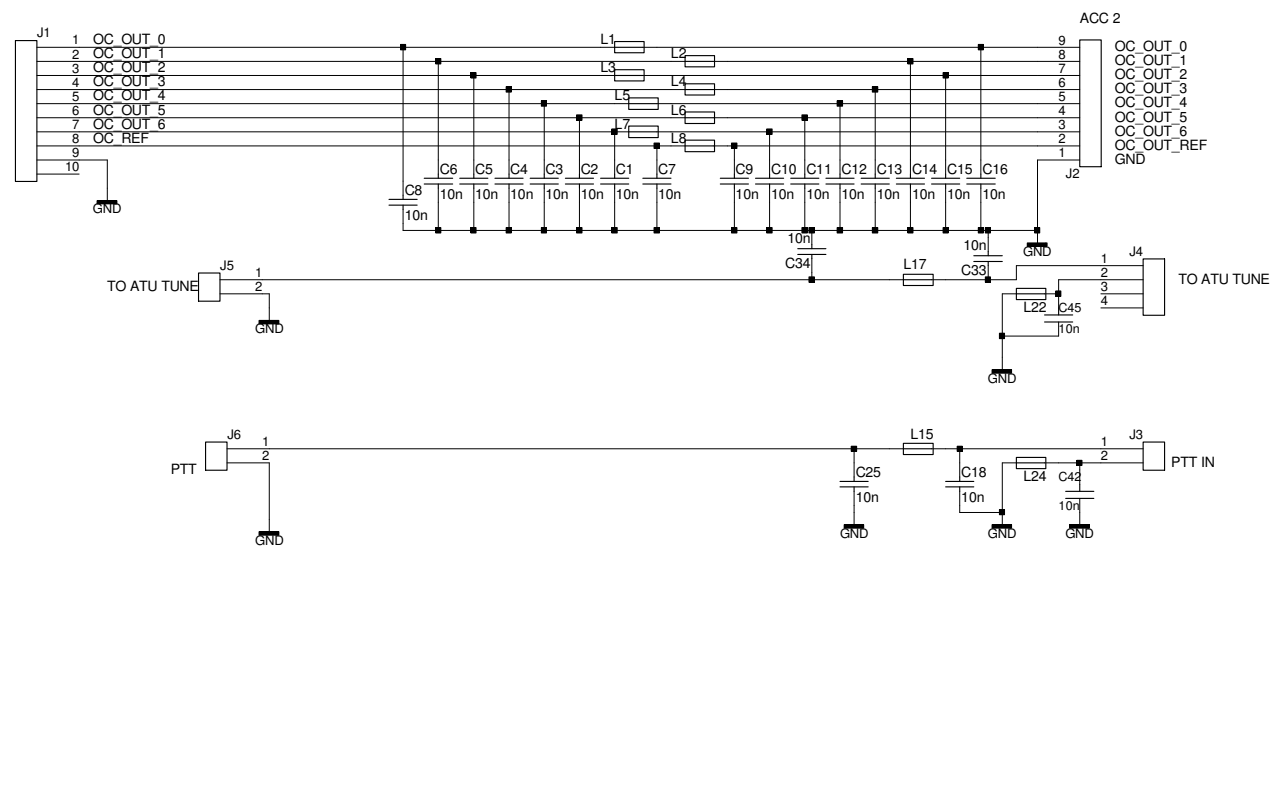 ACC 2
J1
1 OC_OUT_0
2 OC_OUT_1
3 OC_OUT_2
4 OC_OUT_3
5 OC_OUT_4
6 OC_OUT_5
7 OC_OUT_6
8 OC_REF
9
10
GND
L1
L2
L3
L4
L5
L6
L7
L8
9 OC_OUT_0
8 OC_OUT_1
7 OC_OUT_2
6 OC_OUT_3
5 OC_OUT_4
4 OC_OUT_5
3 OC_OUT_6
2 OC_OUT_REF
1 GND
J2
C8 C6 C5 C4 C3 C2 C1 C7 C9 C10 C11 C12 C13 C14 C15 C16
10n 10n 10n 10n 10n 10n 10n 10n 10n 10n 10n 10n 10n 10n 10n 10n
10n
C34
10n
C33
GND
J5
TO ATU TUNE
1
2
GND
L17
J4
1
2
3
4
TO ATU TUNE
L22
C45
10n
GND
J6
PTT
1
2
GND
L15
C25
10n
GND
C18
10n
GND
L24
C42
10n
GND
J3
1
2
PTT IN